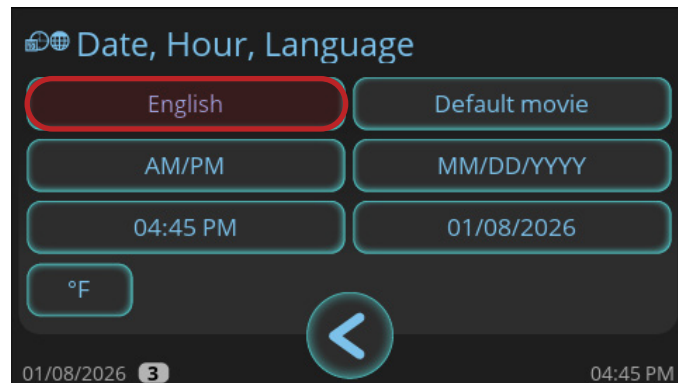 Date, Hour, Language
English
Default movie
AM/PM
MM/DD/YYYY
04:45 PM
01/08/2026
°F
01/08/2026 3
04:45 PM